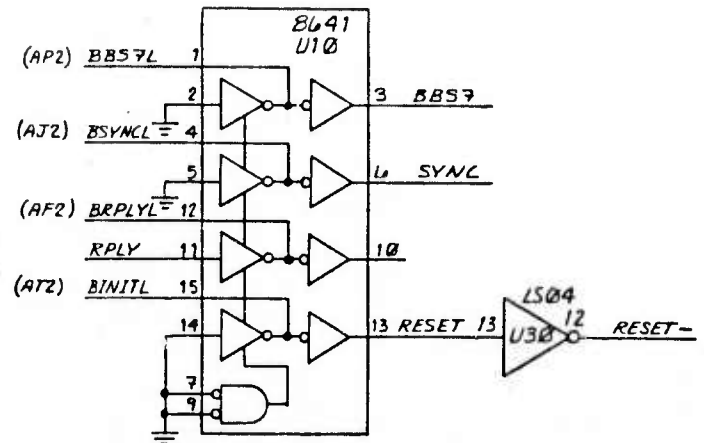 8641
U10
(AP2) BBS7L 1
2
3 BBS7
(AJ2) BSYNCL 4
5
6 SYNC
(AF2) BRPLYL 12
RPLY 11
10
(AT2) BINITL 15
14
13 RESET 13
LS04
U30
12
RESET-
7
9